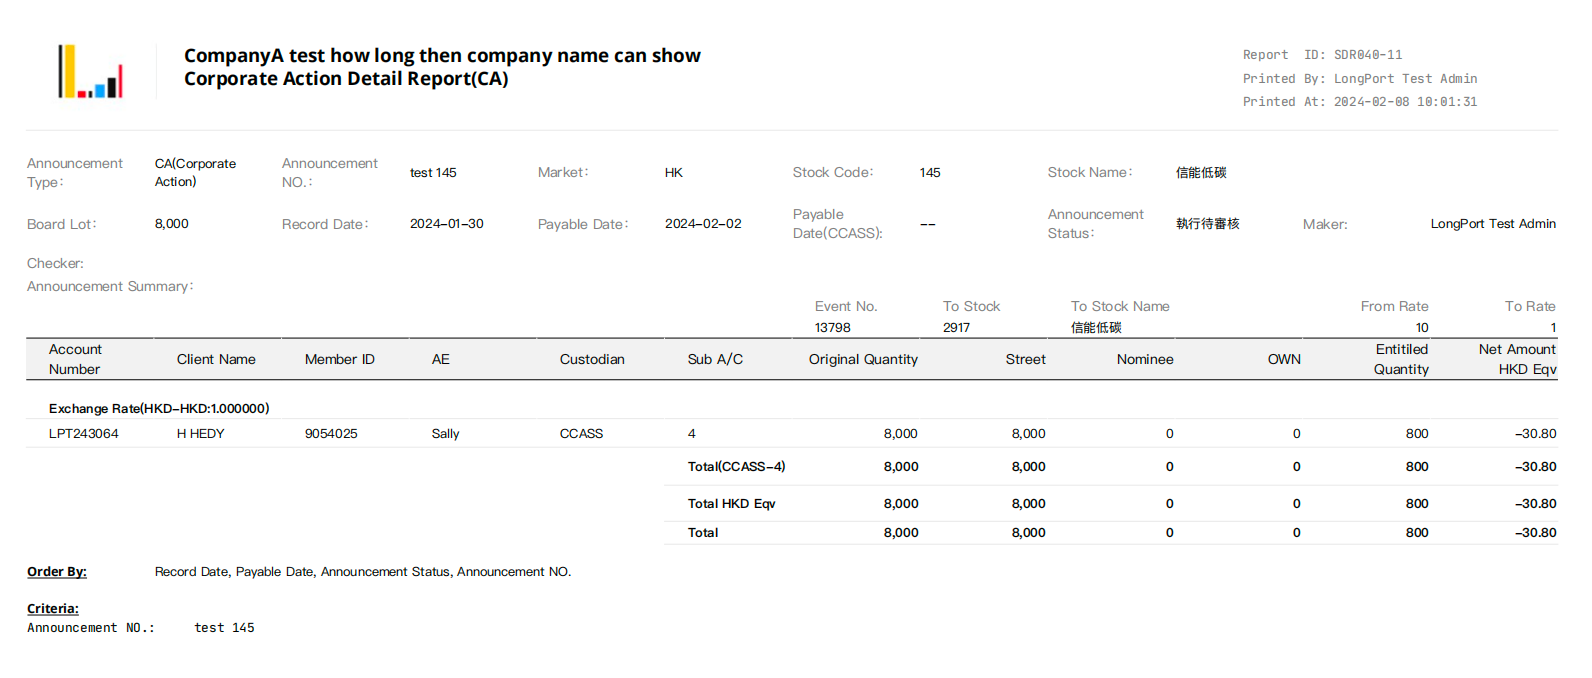 CompanyA test how long then company name can show
Corporate Action Detail Report(CA)
Report ID: SDR040-11
Printed By: LongPort Test Admin
Printed At: 2024-02-08 10:01:31
Announcement Type: CA(Corporate Action) Announcement NO.: test 145 Market: HK Stock Code: 145 Stock Name: 信能低碳
Board Lot: 8,000 Record Date: 2024-01-30 Payable Date: 2024-02-02 Payable Date(CCASS): -- Announcement Status: 執行待審核 Maker: LongPort Test Admin
Checker:
Announcement Summary:
Event No. To Stock To Stock Name From Rate To Rate
13798 2917 信能低碳 10 1
Account Number Client Name Member ID AE Custodian Sub A/C Original Quantity Street Nominee OWN Entitiled Quantity Net Amount HKD Eqv
Exchange Rate(HKD-HKD:1.000000)
LPT243064 H HEDY 9054025 Sally CCASS 4 8,000 8,000 0 0 800 -30.80
Total(CCASS-4) 8,000 8,000 0 0 800 -30.80
Total HKD Eqv 8,000 8,000 0 0 800 -30.80
Total 8,000 8,000 0 0 800 -30.80
Order By: Record Date, Payable Date, Announcement Status, Announcement NO.
Criteria:
Announcement NO.: test 145